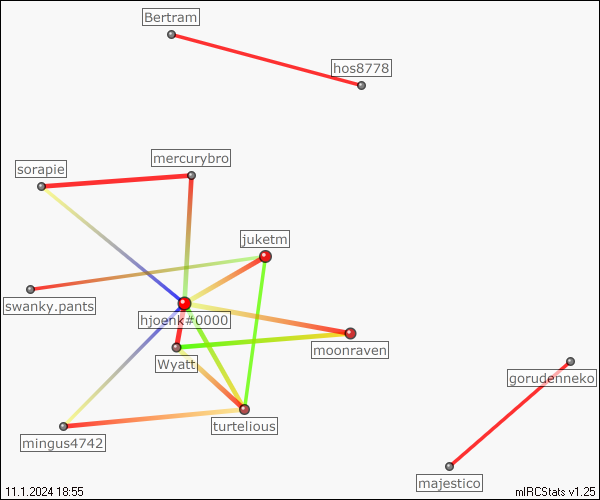 Bertram
hos8778
mercurybro
sorapie
juketm
swanky.pants
hjoenk#0000
moonraven
Wyatt
gorudenneko
turtelious
mingus4742
majestico
11.1.2024 18:55
mIRCStats v1.25